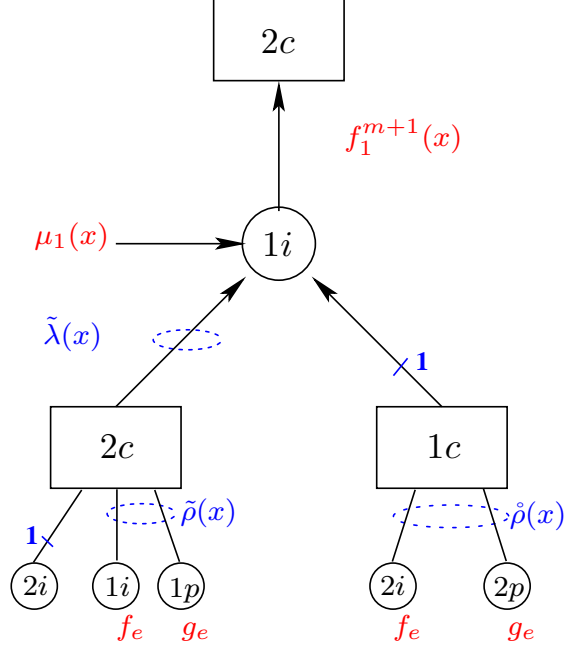 2c
f_1^{m+1}(x)
μ_1(x)
1i
λ̃(x)
1
2c
1c
1
ρ̃(x)
ρ̊(x)
2i
1i
1p
2i
2p
f_e
g_e
f_e
g_e